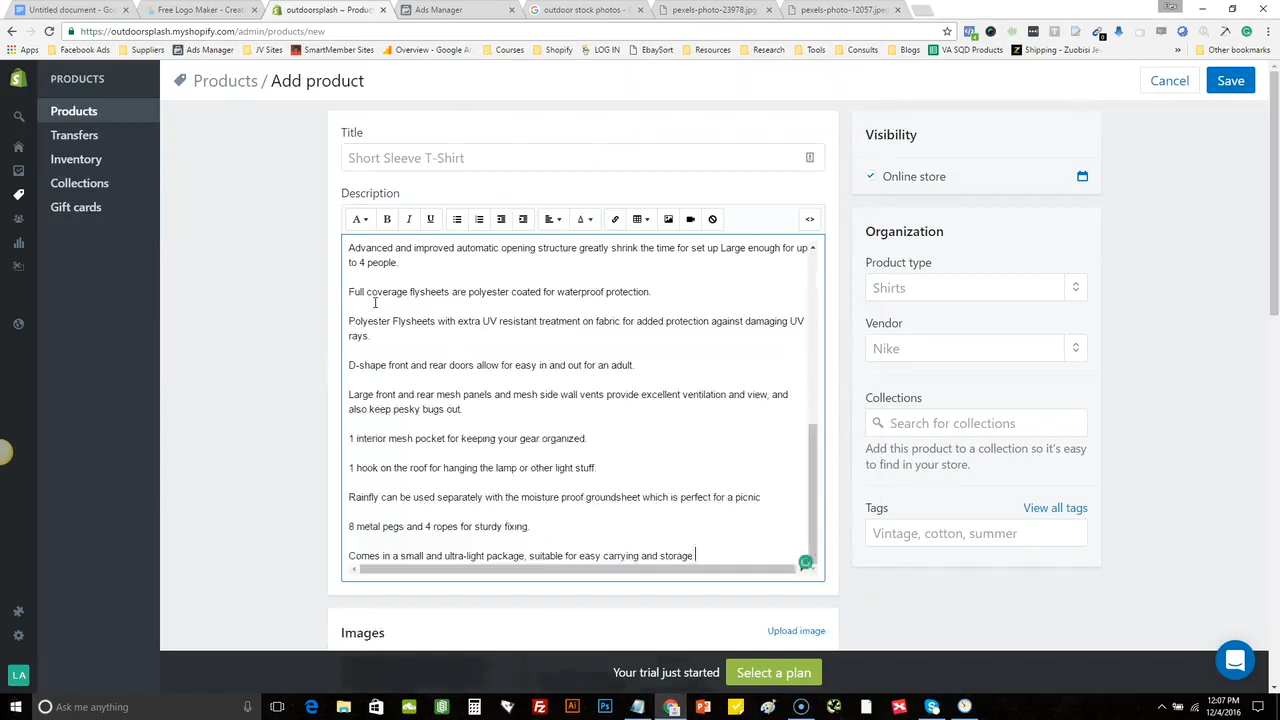 Untitled document - Goo
Free Logo Maker - Creat
outdoorsplash ~ Produc
Ads Manager
outdoor stock photos -
pexels-photo-23978.jpg
pexels-photo-12057.jpeg
https://outdoorsplash.myshopify.com/admin/products/new
Apps
Facebook Ads
Suppliers
Ads Manager
JV Sites
SmartMember Sites
Overview - Google A
Courses
Shopify
LOG IN
EbaySort
Resources
Research
Tools
Consults
Blogs
VA SQD Products
Shipping - Zuobisi Je
Other bookmarks
PRODUCTS
Products
Transfers
Inventory
Collections
Gift cards
LA
Products / Add product
Cancel
Save
Title
Short Sleeve T-Shirt
Description
Advanced and improved automatic opening structure greatly shrink the time for set up Large enough for up
to 4 people.
Full coverage flysheets are polyester coated for waterproof protection.
Polyester Flysheets with extra UV resistant treatment on fabric for added protection against damaging UV
rays.
D-shape front and rear doors allow for easy in and out for an adult.
Large front and rear mesh panels and mesh side wall vents provide excellent ventilation and view, and
also keep pesky bugs out.
1 interior mesh pocket for keeping your gear organized.
1 hook on the roof for hanging the lamp or other light stuff.
Rainfly can be used separately with the moisture proof groundsheet which is perfect for a picnic
8 metal pegs and 4 ropes for sturdy fixing.
Comes in a small and ultra-light package, suitable for easy carrying and storage
Images
Upload image
Visibility
Online store
Organization
Product type
Shirts
Vendor
Nike
Collections
Search for collections
Add this product to a collection so it's easy
to find in your store.
Tags
View all tags
Vintage, cotton, summer
Your trial just started
Select a plan
Ask me anything
12:07 PM
12/4/2016